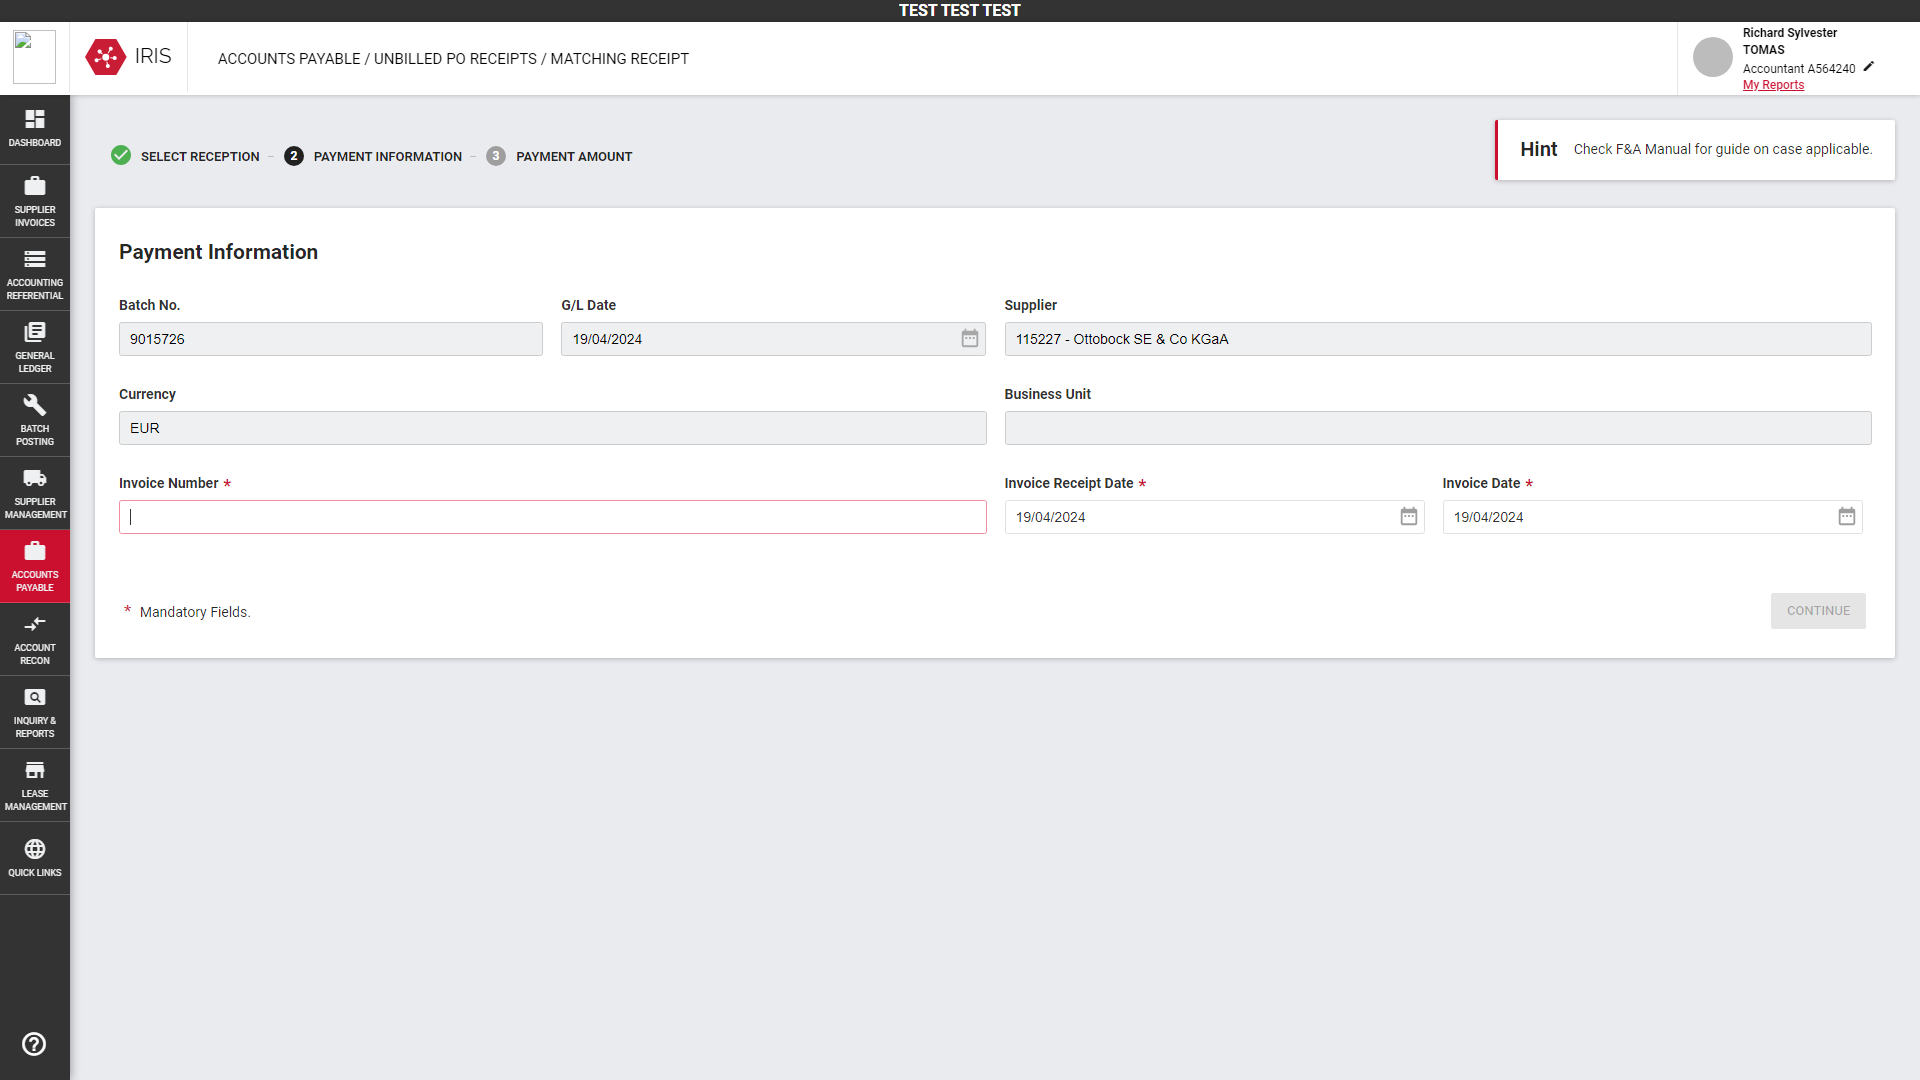 TEST TEST TEST
IRIS
ACCOUNTS PAYABLE / UNBILLED PO RECEIPTS / MATCHING RECEIPT
Richard Sylvester
TOMAS
Accountant A564240
My Reports
DASHBOARD
SUPPLIER
INVOICES
ACCOUNTING
REFERENTIAL
GENERAL
LEDGER
BATCH
POSTING
SUPPLIER
MANAGEMENT
ACCOUNTS
PAYABLE
ACCOUNT
RECON
INQUIRY &
REPORTS
LEASE
MANAGEMENT
QUICK LINKS
SELECT RECEPTION – 2 PAYMENT INFORMATION – 3 PAYMENT AMOUNT
Hint Check F&A Manual for guide on case applicable.
Payment Information
Batch No. G/L Date Supplier
9015726 19/04/2024 115227 - Ottobock SE & Co KGaA
Currency Business Unit
EUR
Invoice Number * Invoice Receipt Date * Invoice Date *
19/04/2024 19/04/2024
* Mandatory Fields.
CONTINUE